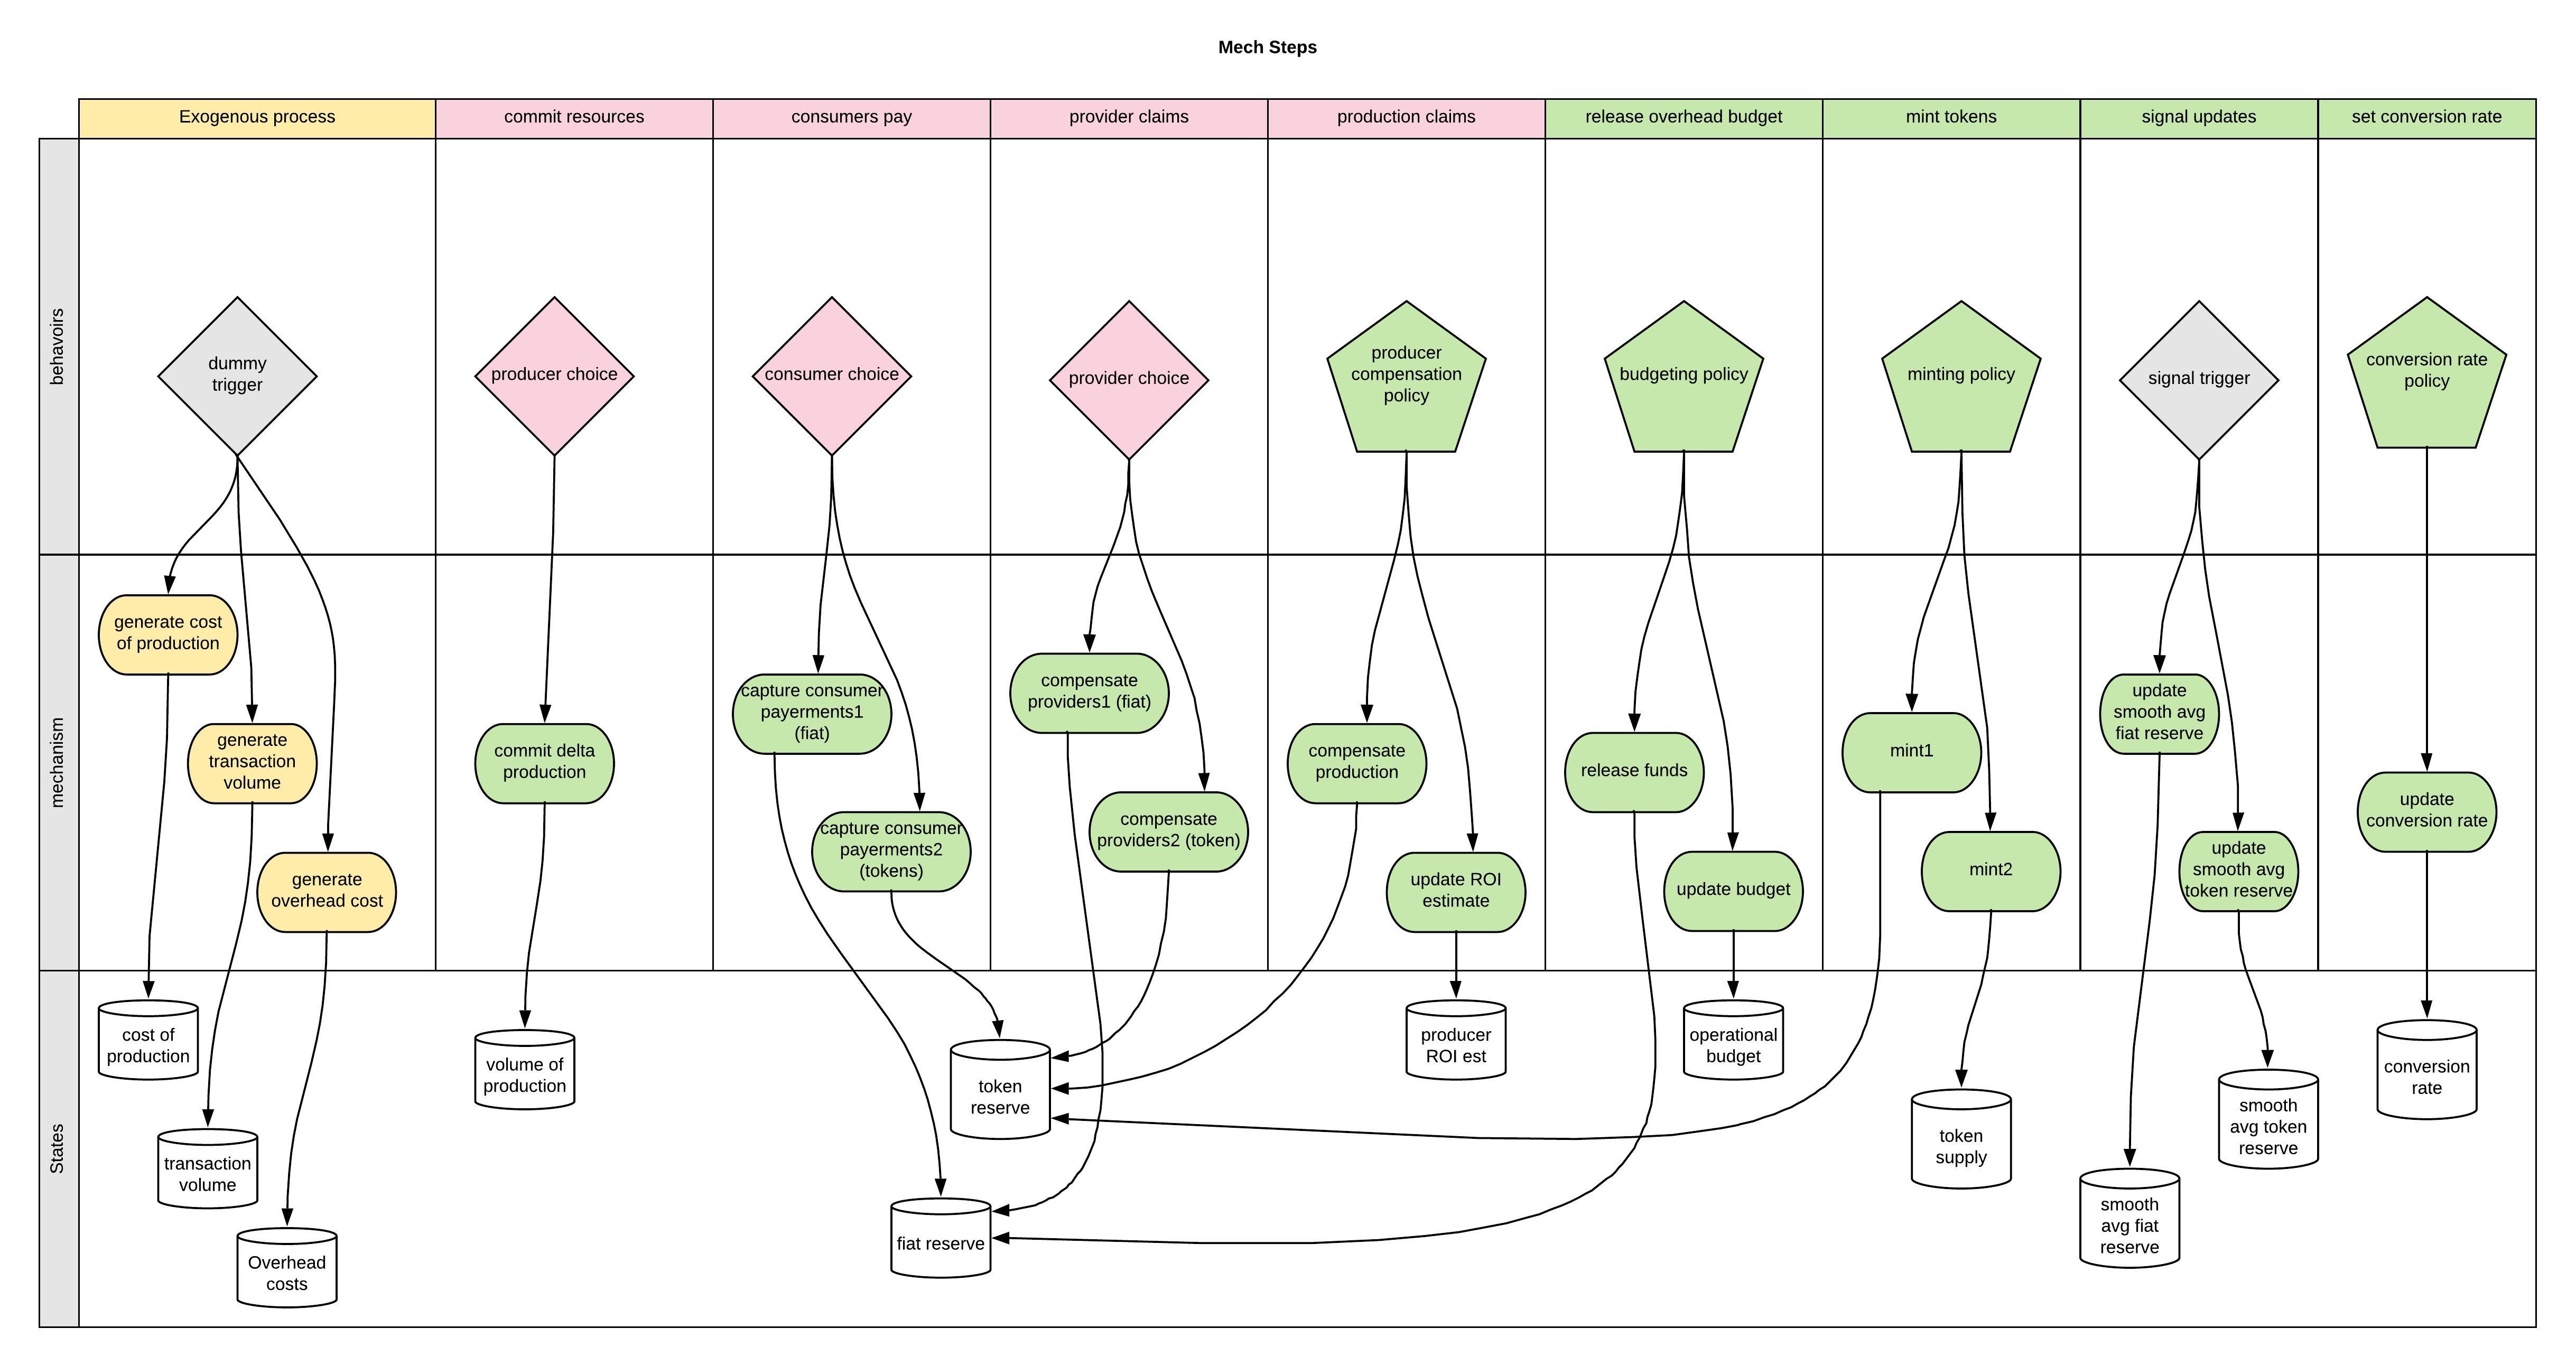 Mech Steps
Exogenous process
commit resources
consumers pay
provider claims
production claims
release overhead budget
mint tokens
signal updates
set conversion rate
behavoirs
dummy
trigger
producer choice
consumer choice
provider choice
producer
compensation
policy
budgeting policy
minting policy
signal trigger
conversion rate
policy
mechanism
generate cost
of production
generate
transaction
volume
generate
overhead cost
commit delta
production
capture consumer
payerments1
(fiat)
capture consumer
payerments2
(tokens)
compensate
providers1 (fiat)
compensate
providers2 (token)
compensate
production
update ROI
estimate
release funds
update budget
mint1
mint2
update
smooth avg
fiat reserve
update
smooth avg
token reserve
update
conversion rate
States
cost of
production
transaction
volume
Overhead
costs
volume of
production
token
reserve
fiat reserve
producer
ROI est
operational
budget
token
supply
smooth
avg fiat
reserve
smooth
avg token
reserve
conversion
rate